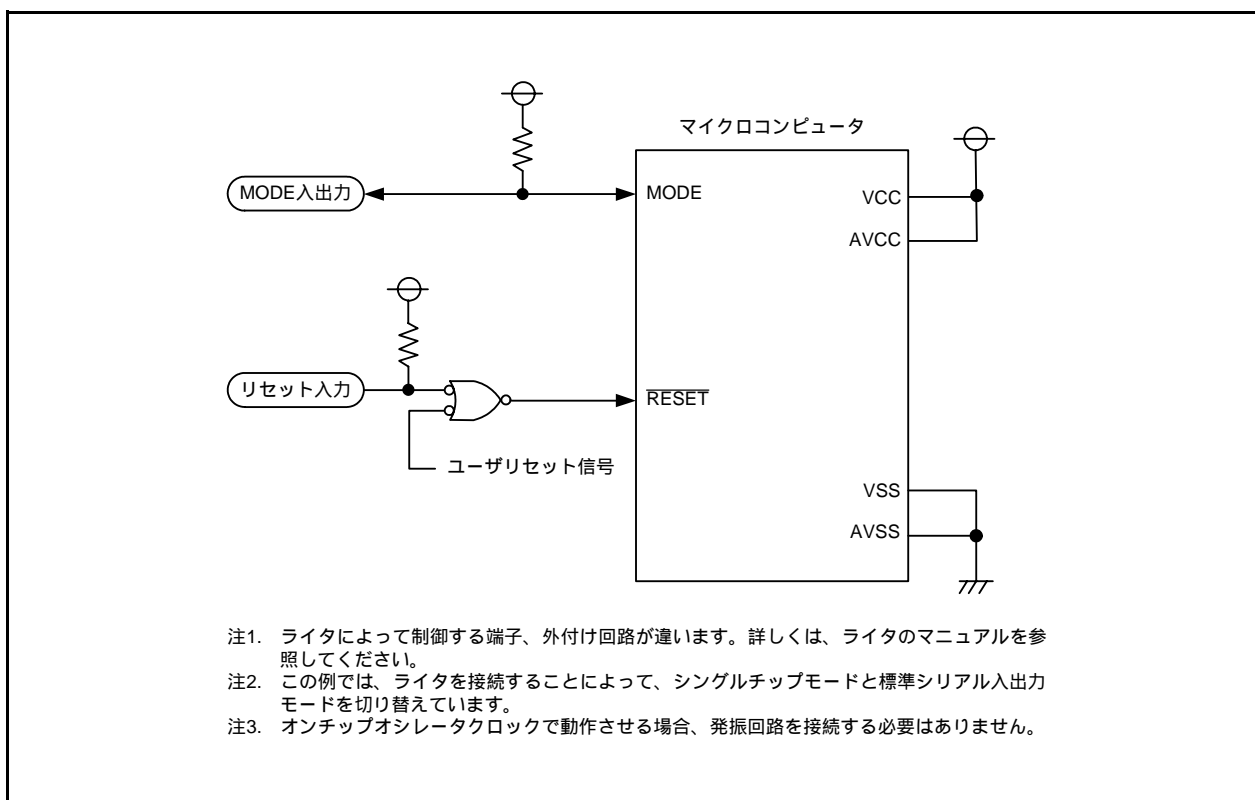 マイクロコンピュータ
MODE入出力
MODE
VCC
AVCC
リセット入力
RESET
ユーザリセット信号
VSS
AVSS
注1. ライタによって制御する端子、外付け回路が違います。詳しくは、ライタのマニュアルを参
照してください。
注2. この例では、ライタを接続することによって、シングルチップモードと標準シリアル入出力
モードを切り替えています。
注3. オンチップオシレータクロックで動作させる場合、発振回路を接続する必要はありません。